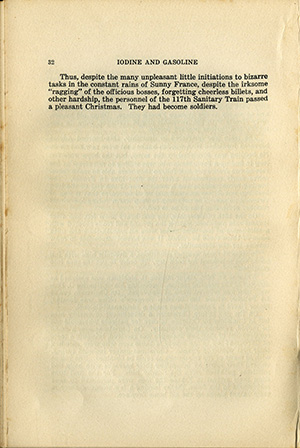 32 IODINE AND GASOLINE
Thus, despite the many unpleasant little initiations to bizarre
tasks in the constant rains of Sunny France, despite the irksome
"ragging" of the officious bosses, forgetting cheerless billets, and
other hardship, the personnel of the 117th Sanitary Train passed
a pleasant Christmas. They had become soldiers.